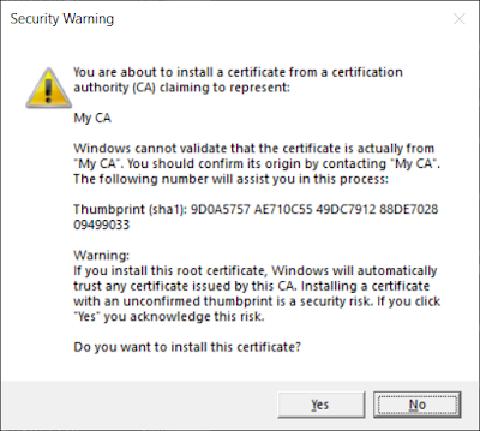 Security Warning
You are about to install a certificate from a certification
authority (CA) claiming to represent:
My CA
Windows cannot validate that the certificate is actually from
"My CA". You should confirm its origin by contacting "My CA".
The following number will assist you in this process:
Thumbprint (sha1): 9D0A5757 AE710C55 49DC7912 88DE7028
09499033
Warning:
If you install this root certificate, Windows will automatically
trust any certificate issued by this CA. Installing a certificate
with an unconfirmed thumbprint is a security risk. If you click
"Yes" you acknowledge this risk.
Do you want to install this certificate?
Yes No